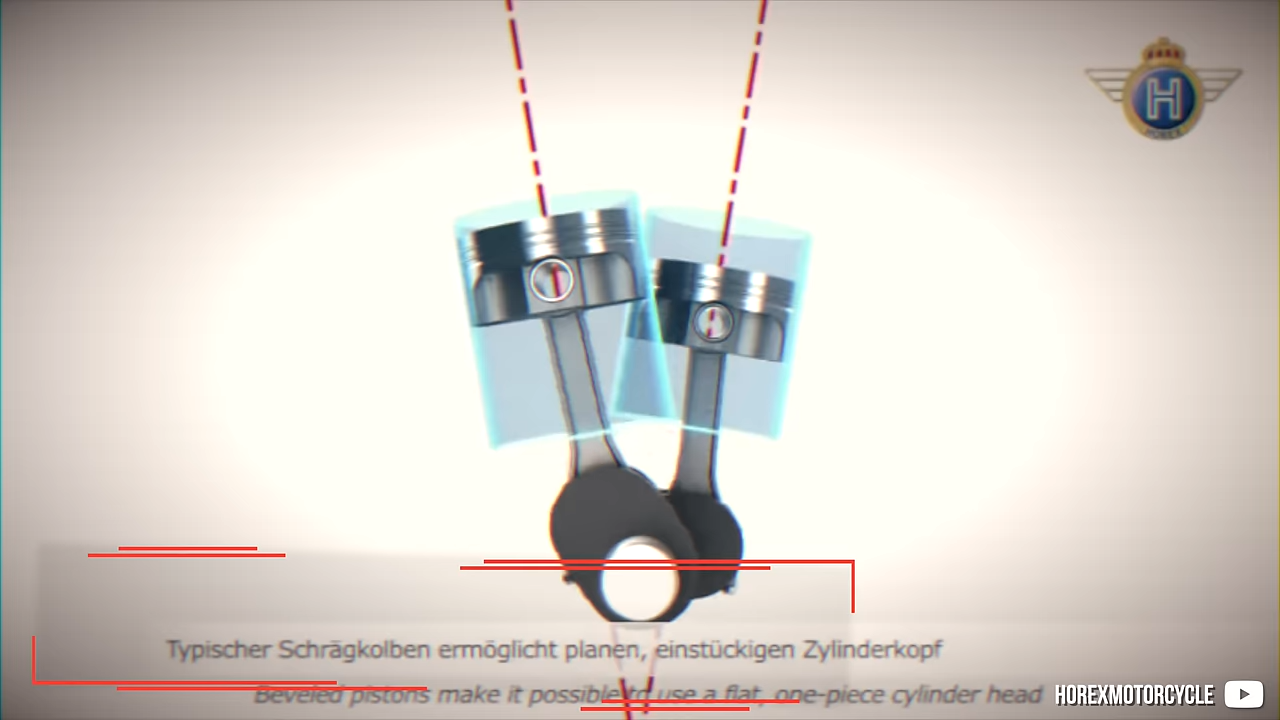 H
HOREX
Typischer Schrägkolben ermöglicht planen, einstückigen Zylinderkopf
Beveled pistons make it possible to use a flat, one-piece cylinder head
HOREXMOTORCYCLE